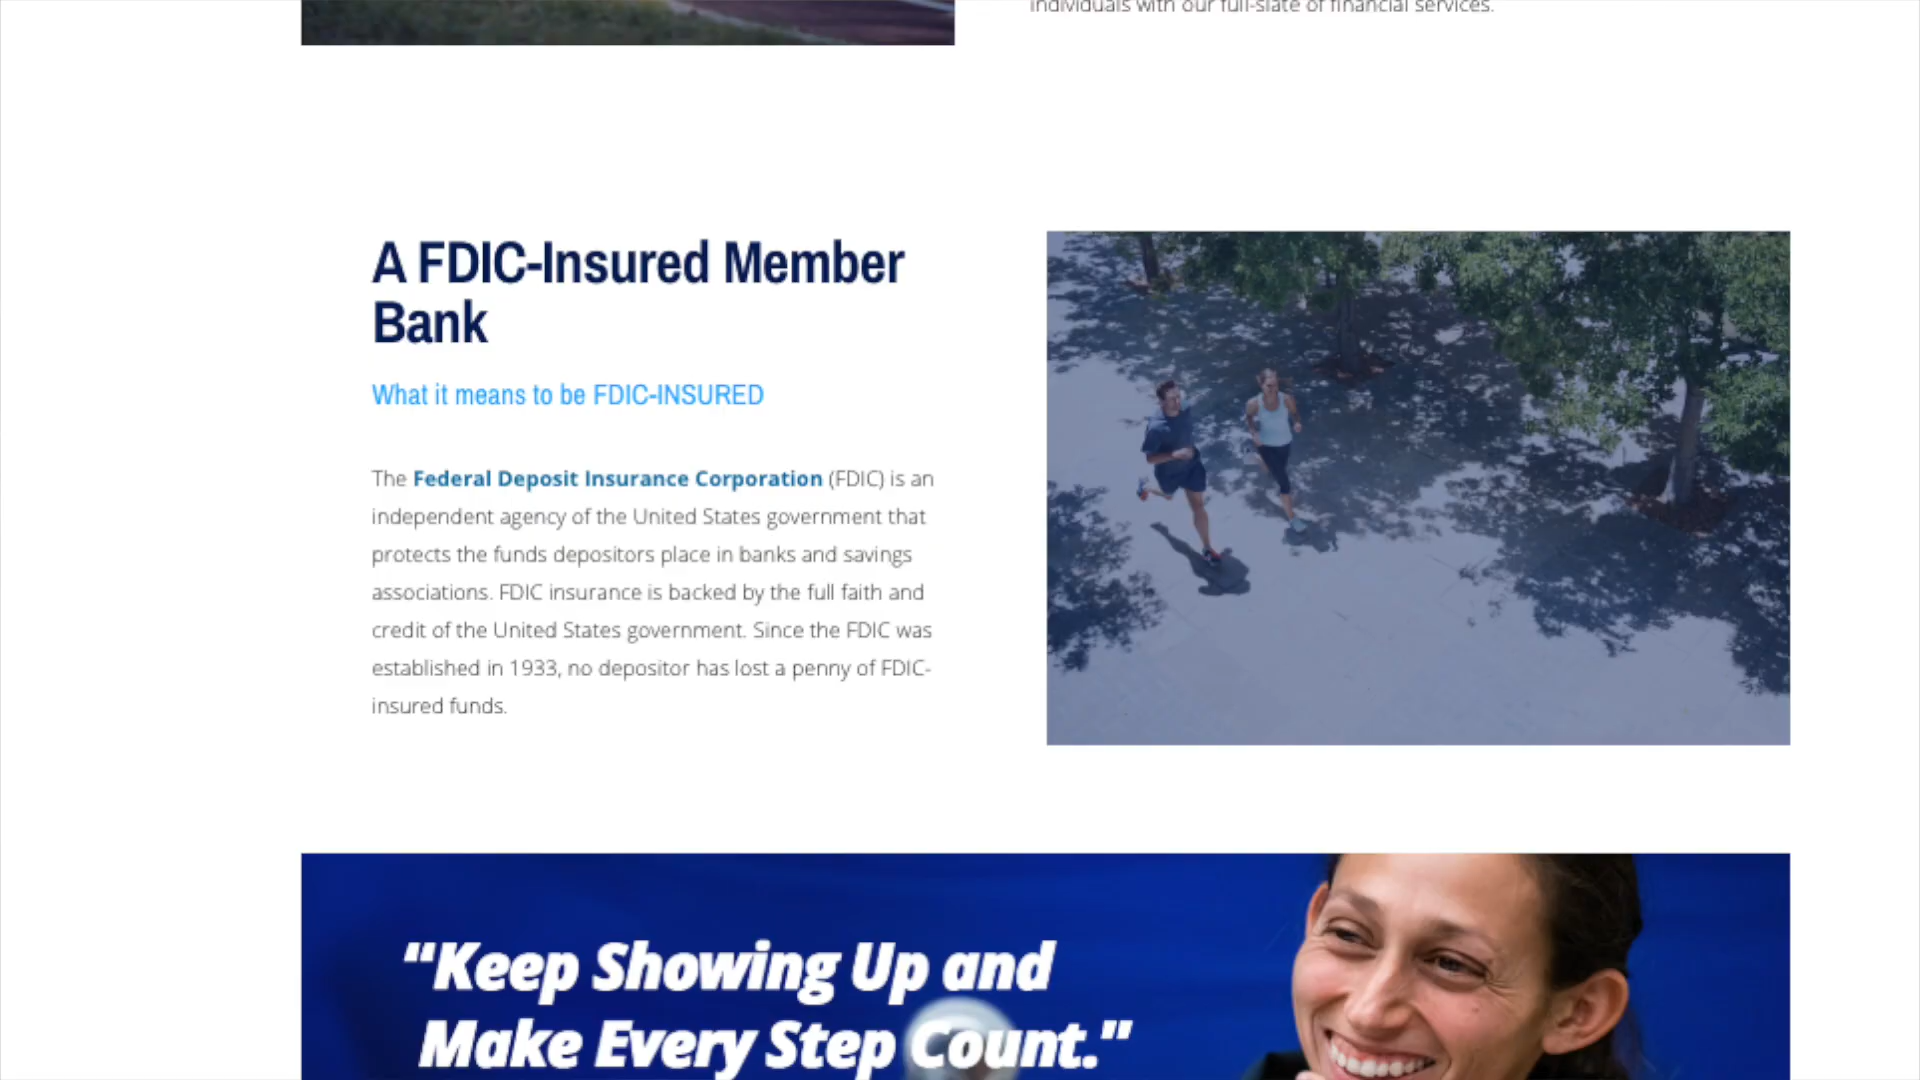 individuals with our full-slate of financial services.
A FDIC-Insured Member
Bank
What it means to be FDIC-INSURED
The Federal Deposit Insurance Corporation (FDIC) is an
independent agency of the United States government that
protects the funds depositors place in banks and savings
associations. FDIC insurance is backed by the full faith and
credit of the United States government. Since the FDIC was
established in 1933, no depositor has lost a penny of FDIC-
insured funds.
“Keep Showing Up and
Make Every Step Count.”